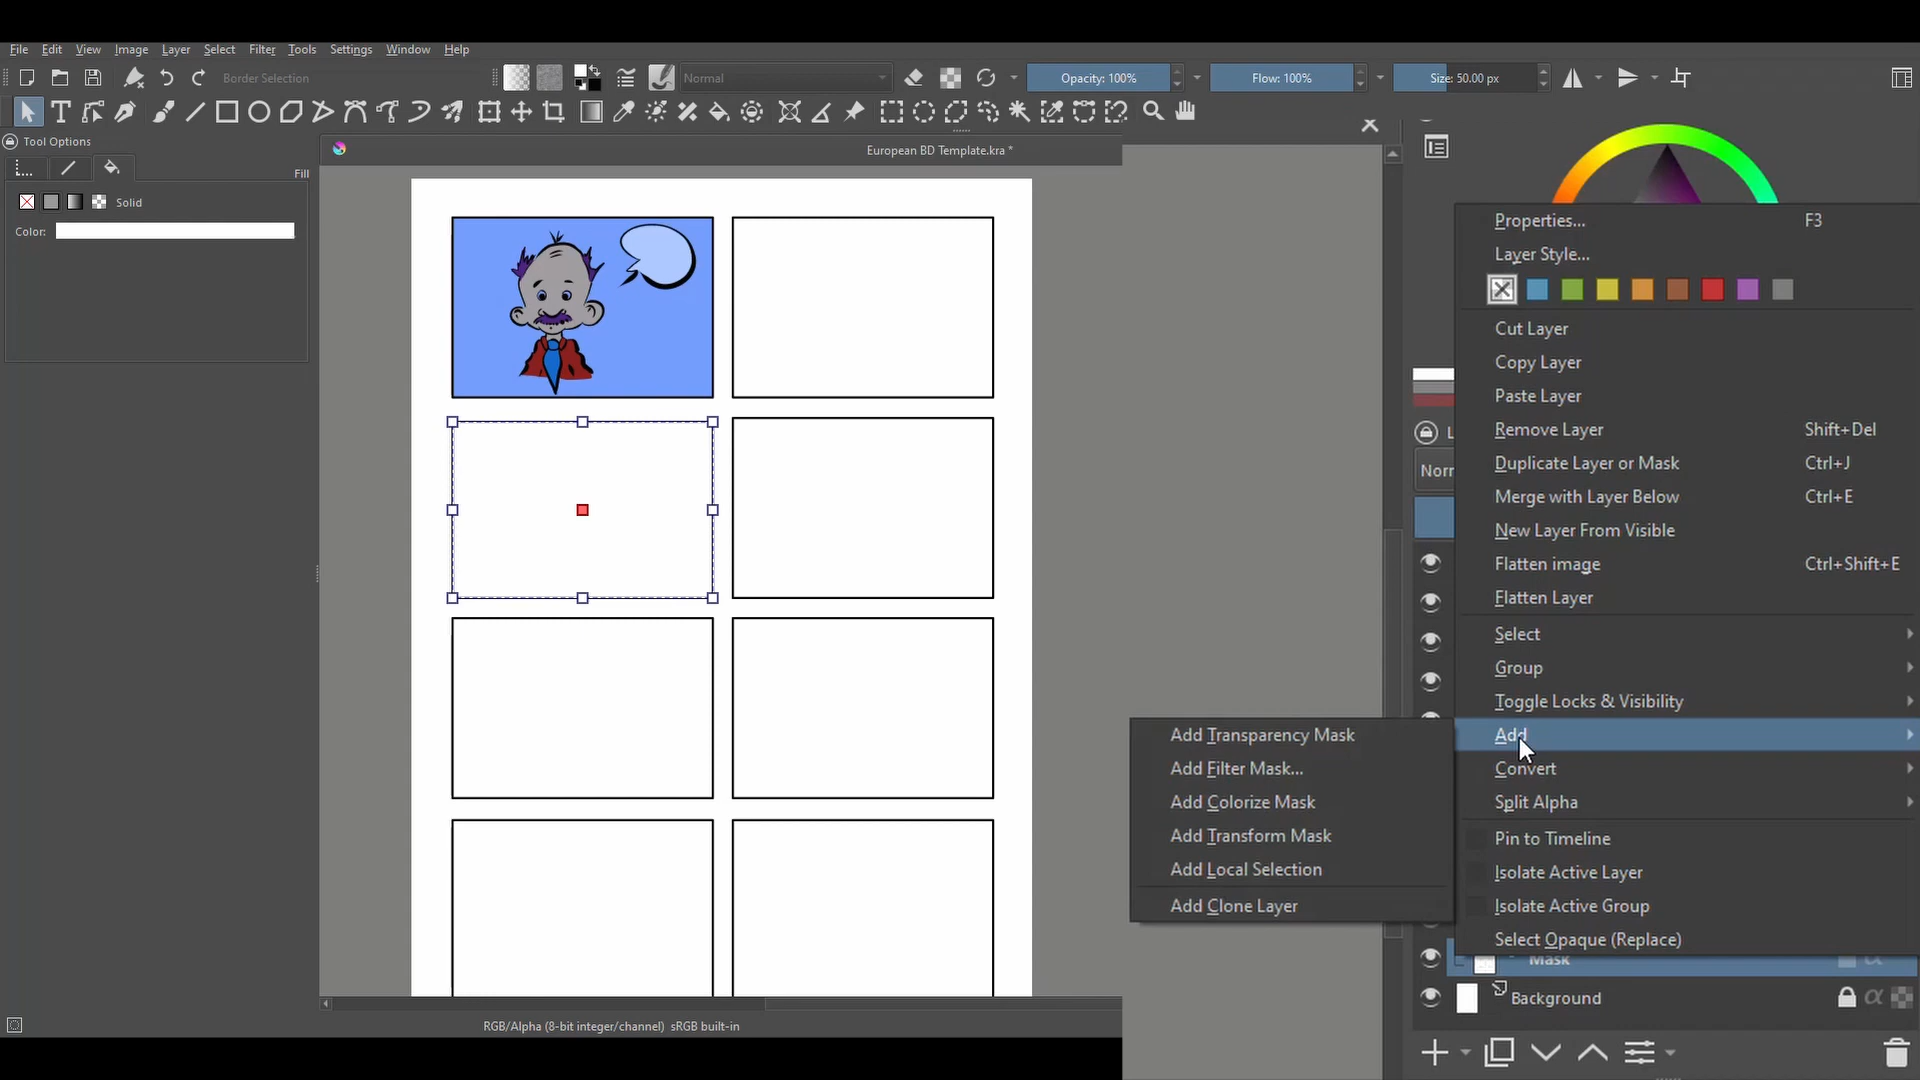 File Edit View Image Layer Select Filter Tools Settings Window Help
Border Selection Normal Opacity: 100% Flow: 100% Size: 50.00 px
Tool Options
European BD Template.kra *
Fill
Solid
Color:
Properties... F3
Layer Style...
Cut Layer
Copy Layer
Paste Layer
Remove Layer Shift+Del
Duplicate Layer or Mask Ctrl+J
Merge with Layer Below Ctrl+E
New Layer From Visible
Flatten image Ctrl+Shift+E
Flatten Layer
Select
Group
Toggle Locks & Visibility
Add
Convert
Split Alpha
Pin to Timeline
Isolate Active Layer
Isolate Active Group
Select Opaque (Replace)
Add Transparency Mask
Add Filter Mask...
Add Colorize Mask
Add Transform Mask
Add Local Selection
Add Clone Layer
Mask
Background
RGB/Alpha (8-bit integer/channel) sRGB built-in